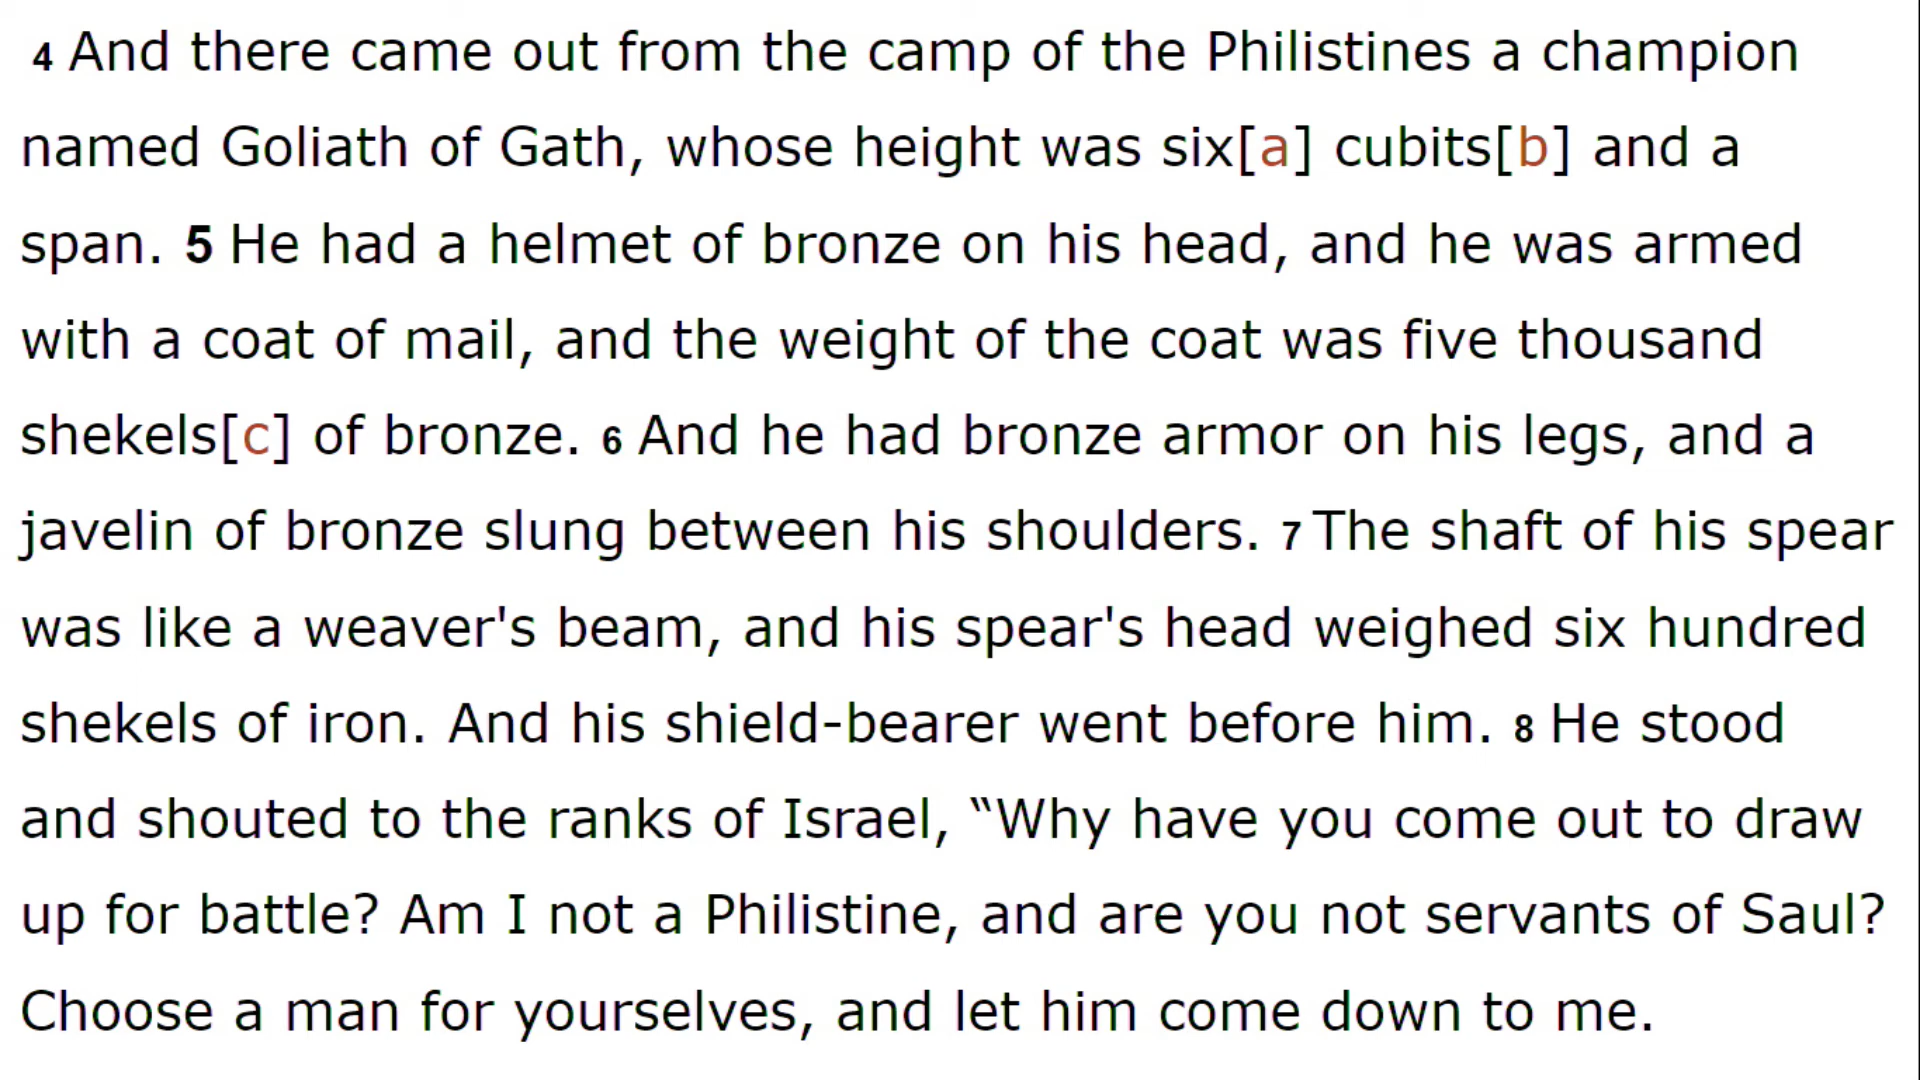 4 And there came out from the camp of the Philistines a champion
named Goliath of Gath, whose height was six[a] cubits[b] and a
span. 5 He had a helmet of bronze on his head, and he was armed
with a coat of mail, and the weight of the coat was five thousand
shekels[c] of bronze. 6 And he had bronze armor on his legs, and a
javelin of bronze slung between his shoulders. 7 The shaft of his spear
was like a weaver's beam, and his spear's head weighed six hundred
shekels of iron. And his shield-bearer went before him. 8 He stood
and shouted to the ranks of Israel, “Why have you come out to draw
up for battle? Am I not a Philistine, and are you not servants of Saul?
Choose a man for yourselves, and let him come down to me.